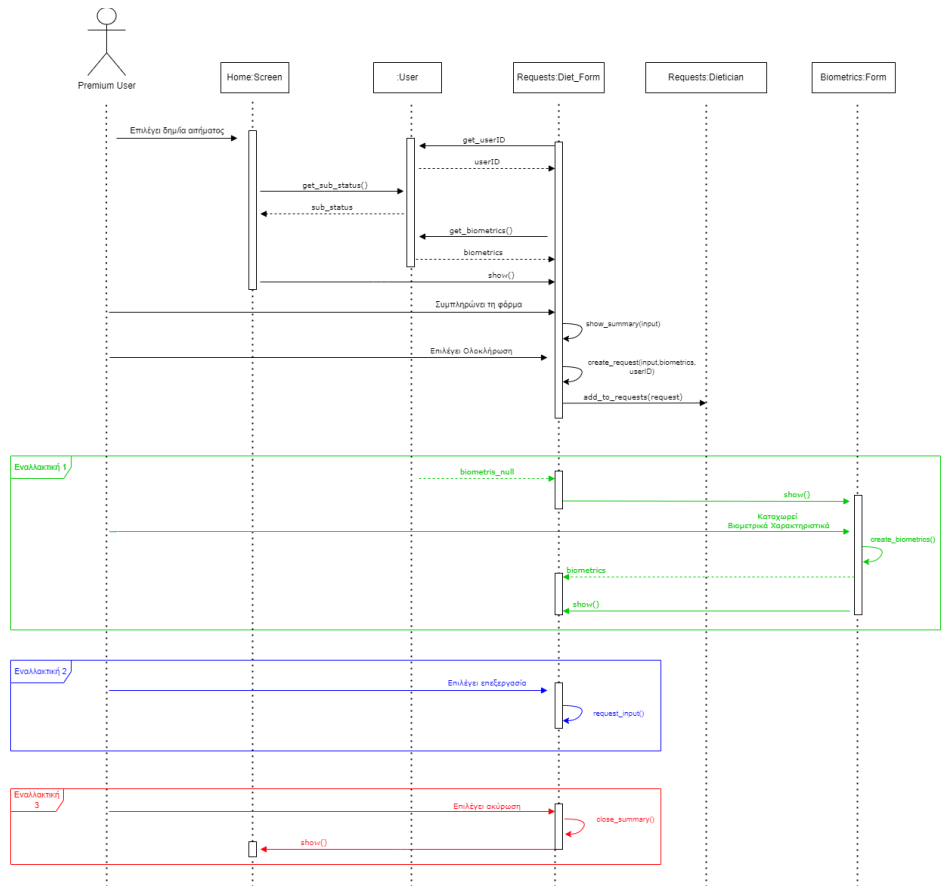 Premium User
Home:Screen
:User
Requests:Diet_Form
Requests:Dietician
Biometrics:Form
Επιλέγει δημ/ία αιτήματος
get_userID
userID
get_sub_status()
sub_status
get_biometrics()
biometrics
show()
Συμπληρώνει τη φόρμα
show_summary(input)
Επιλέγει Ολοκλήρωση
create_request(input,biometrics,
userID)
add_to_requests(request)
Εναλλακτική 1
biometris_null
show()
Καταχωρεί
Βιομετρικά Χαρακτηριστικά
create_biometrics()
biometrics
show()
Εναλλακτική 2
Επιλέγει επεξεργασία
request_input()
Εναλλακτική
3
Επιλέγει ακύρωση
close_summary()
show()